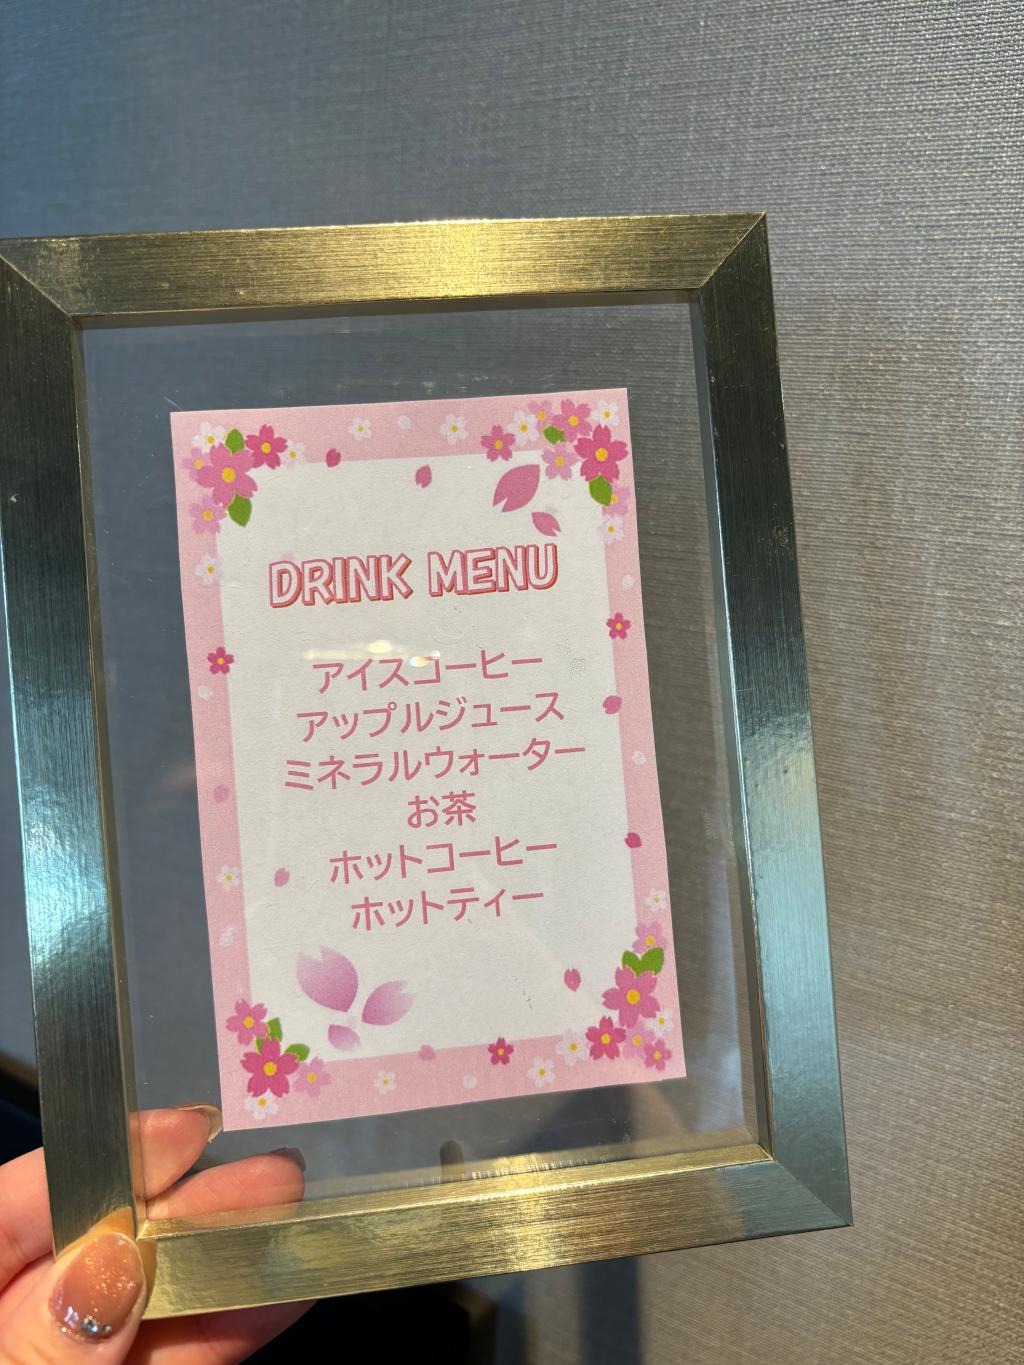 DRINK MENU
アイスコーヒー
アップルジュース
ミネラルウォーター
お茶
ホットコーヒー
ホットティー